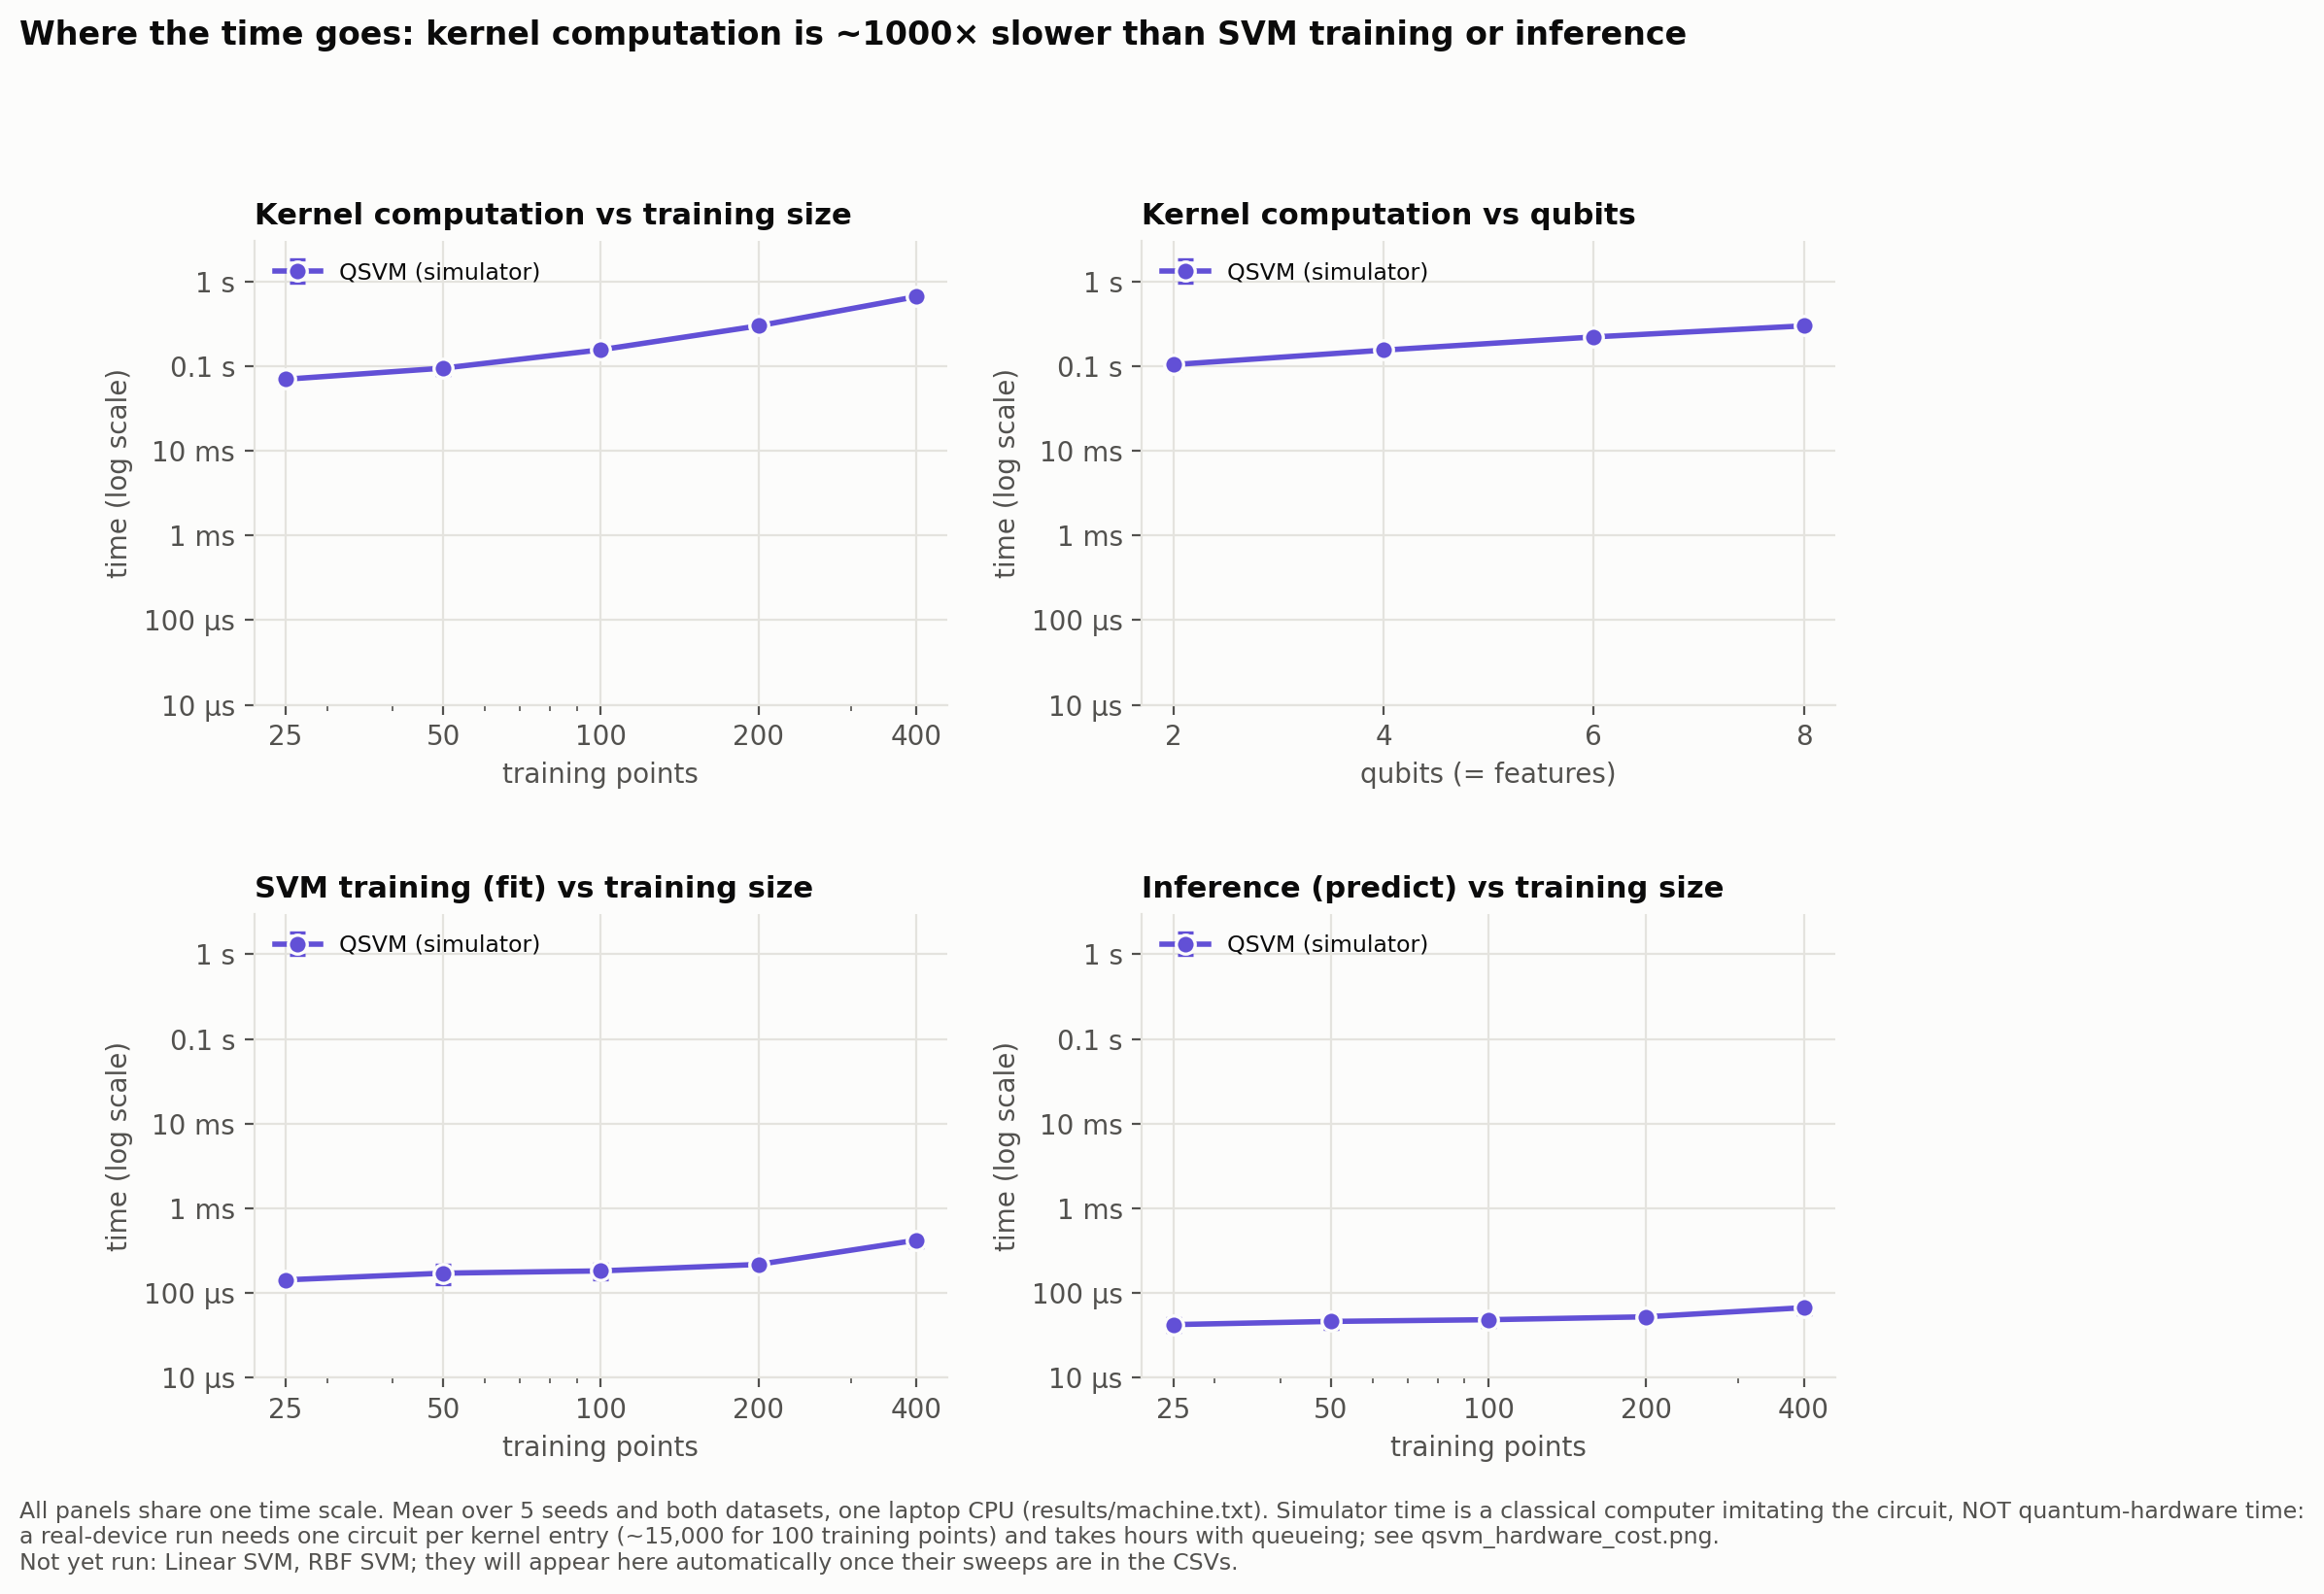 Where the time goes: kernel computation is ~1000× slower than SVM training or inference
Kernel computation vs training size
QSVM (simulator)
1 s
0.1 s
10 ms
1 ms
100 µs
10 µs
time (log scale)
25 50 100 200 400
training points
Kernel computation vs qubits
QSVM (simulator)
1 s
0.1 s
10 ms
1 ms
100 µs
10 µs
time (log scale)
2 4 6 8
qubits (= features)
SVM training (fit) vs training size
QSVM (simulator)
1 s
0.1 s
10 ms
1 ms
100 µs
10 µs
time (log scale)
25 50 100 200 400
training points
Inference (predict) vs training size
QSVM (simulator)
1 s
0.1 s
10 ms
1 ms
100 µs
10 µs
time (log scale)
25 50 100 200 400
training points
All panels share one time scale. Mean over 5 seeds and both datasets, one laptop CPU (results/machine.txt). Simulator time is a classical computer imitating the circuit, NOT quantum-hardware time:
a real-device run needs one circuit per kernel entry (~15,000 for 100 training points) and takes hours with queueing; see qsvm_hardware_cost.png.
Not yet run: Linear SVM, RBF SVM; they will appear here automatically once their sweeps are in the CSVs.